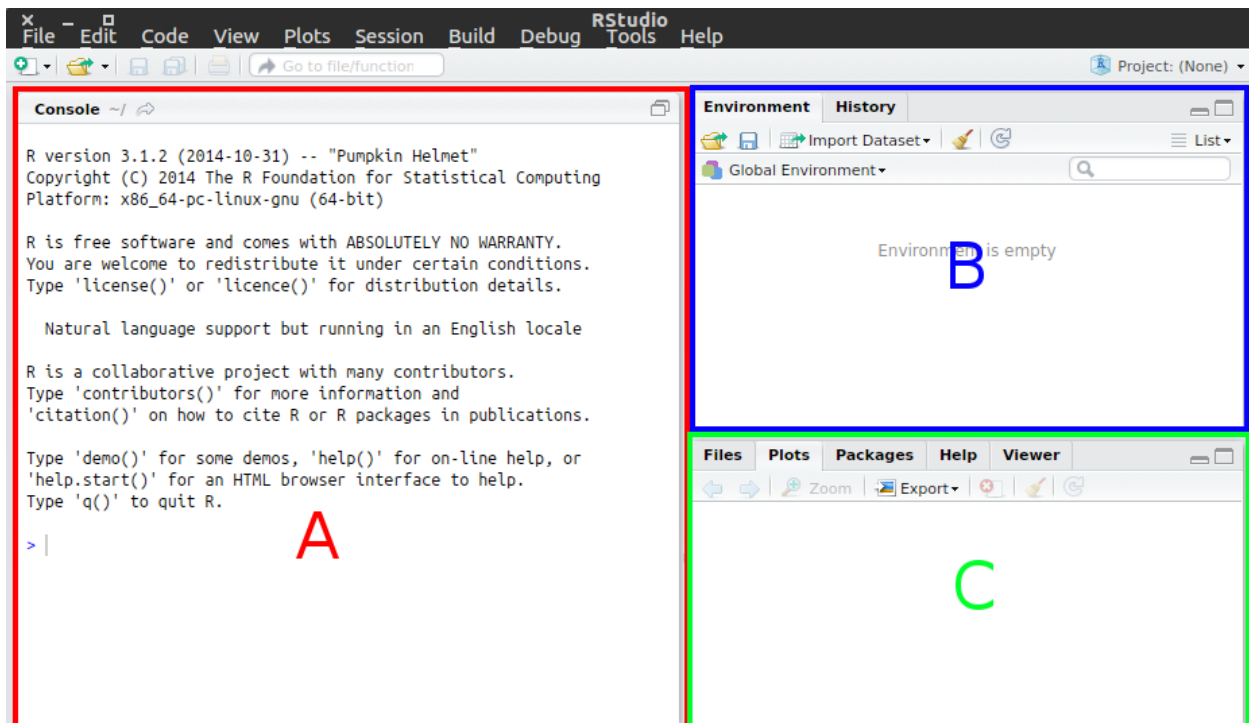 RStudio
File Edit Code View Plots Session Build Debug Tools Help
Go to file/function
Project: (None)
Console ~/
R version 3.1.2 (2014-10-31) -- "Pumpkin Helmet"
Copyright (C) 2014 The R Foundation for Statistical Computing
Platform: x86_64-pc-linux-gnu (64-bit)
R is free software and comes with ABSOLUTELY NO WARRANTY.
You are welcome to redistribute it under certain conditions.
Type 'license()' or 'licence()' for distribution details.
Natural language support but running in an English locale
R is a collaborative project with many contributors.
Type 'contributors()' for more information and
'citation()' on how to cite R or R packages in publications.
Type 'demo()' for some demos, 'help()' for on-line help, or
'help.start()' for an HTML browser interface to help.
Type 'q()' to quit R.
>
A
Environment History
Import Dataset List
Global Environment
Environment is empty
B
Files Plots Packages Help Viewer
Zoom Export
C